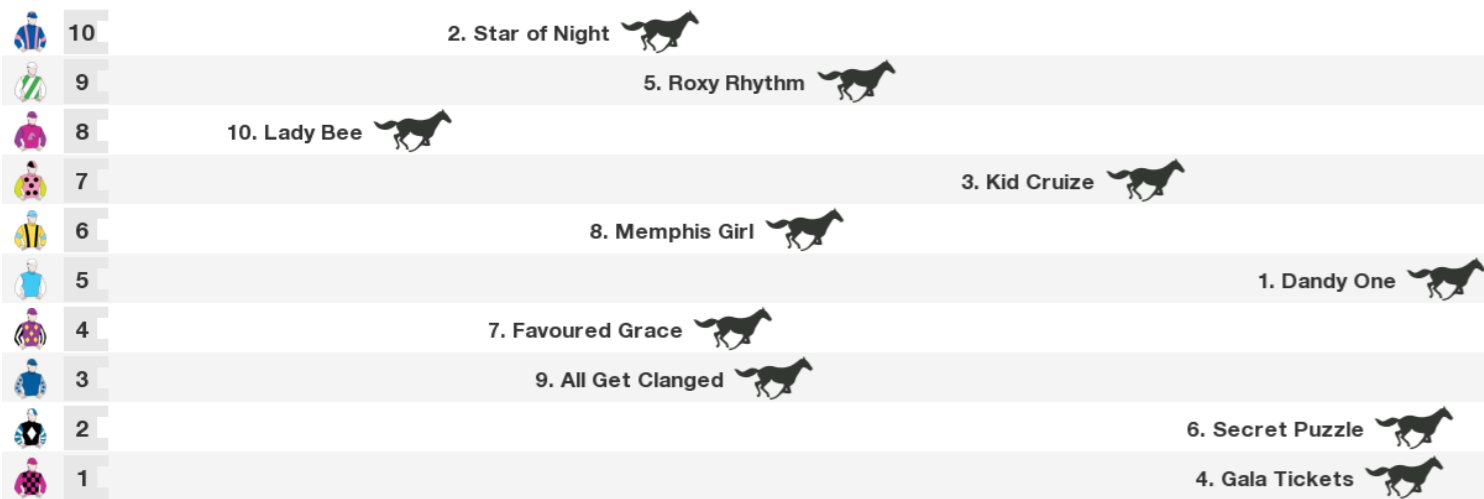 10 2. Star of Night
9 5. Roxy Rhythm
8 10. Lady Bee
7 3. Kid Cruize
6 8. Memphis Girl
5 1. Dandy One
4 7. Favoured Grace
3 9. All Get Clanged
2 6. Secret Puzzle
1 4. Gala Tickets